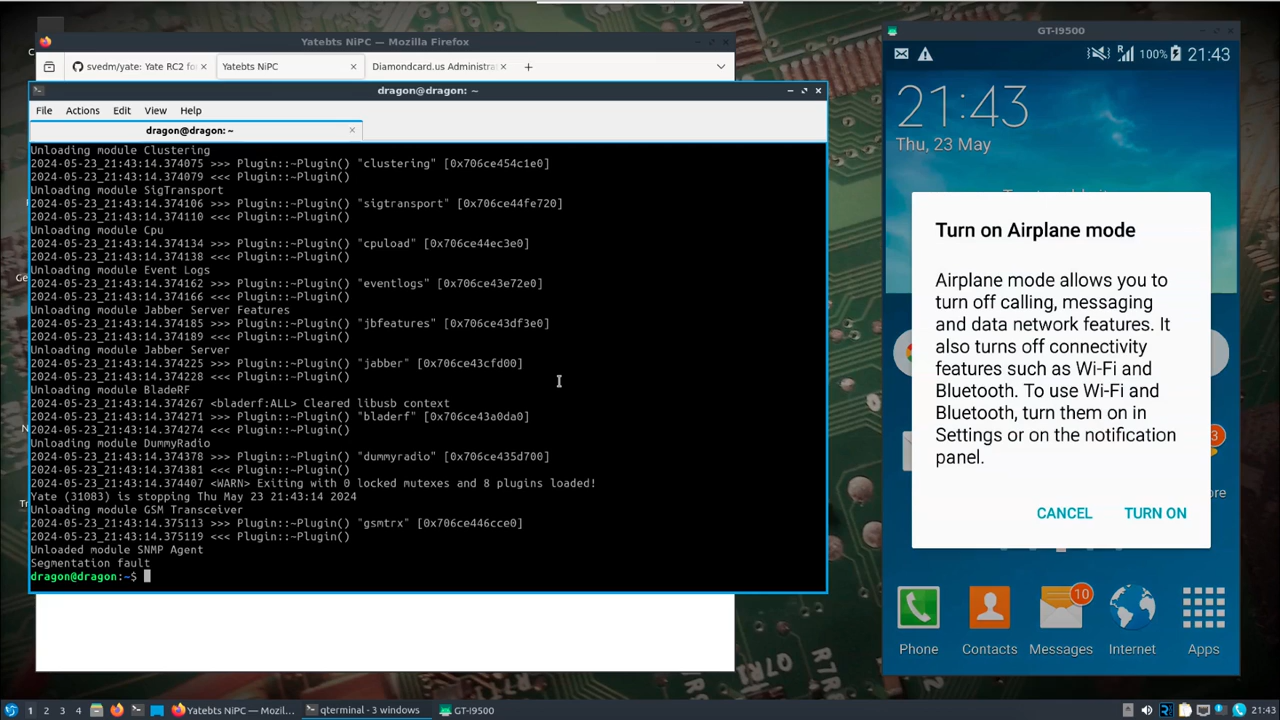 Yatebts NiPC — Mozilla Firefox
svedm/yate: Yate RC2 fo
Yatebts NiPC
Diamondcard.us Administra
dragon@dragon: ~
File Actions Edit View Help
dragon@dragon: ~
Unloading module Clustering
2024-05-23_21:43:14.374075 >>> Plugin::~Plugin() "clustering" [0x706ce454c1e0]
2024-05-23_21:43:14.374079 <<< Plugin::~Plugin()
Unloading module SigTransport
2024-05-23_21:43:14.374106 >>> Plugin::~Plugin() "sigtransport" [0x706ce44fe720]
2024-05-23_21:43:14.374110 <<< Plugin::~Plugin()
Unloading module Cpu
2024-05-23_21:43:14.374134 >>> Plugin::~Plugin() "cpuload" [0x706ce44ec3e0]
2024-05-23_21:43:14.374138 <<< Plugin::~Plugin()
Unloading module Event Logs
2024-05-23_21:43:14.374162 >>> Plugin::~Plugin() "eventlogs" [0x706ce43e72e0]
2024-05-23_21:43:14.374166 <<< Plugin::~Plugin()
Unloading module Jabber Server Features
2024-05-23_21:43:14.374185 >>> Plugin::~Plugin() "jbfeatures" [0x706ce43df3e0]
2024-05-23_21:43:14.374189 <<< Plugin::~Plugin()
Unloading module Jabber Server
2024-05-23_21:43:14.374225 >>> Plugin::~Plugin() "jabber" [0x706ce43cfd00]
2024-05-23_21:43:14.374228 <<< Plugin::~Plugin()
Unloading module BladeRF
2024-05-23_21:43:14.374267 <bladerf:ALL> Cleared libusb context
2024-05-23_21:43:14.374271 >>> Plugin::~Plugin() "bladerf" [0x706ce43a0da0]
2024-05-23_21:43:14.374274 <<< Plugin::~Plugin()
Unloading module DummyRadio
2024-05-23_21:43:14.374378 >>> Plugin::~Plugin() "dummyradio" [0x706ce435d700]
2024-05-23_21:43:14.374381 <<< Plugin::~Plugin()
2024-05-23_21:43:14.374407 <WARN> Exiting with 0 locked mutexes and 8 plugins loaded!
Yate (31083) is stopping Thu May 23 21:43:14 2024
Unloading module GSM Transceiver
2024-05-23_21:43:14.375113 >>> Plugin::~Plugin() "gsmtrx" [0x706ce446cce0]
2024-05-23_21:43:14.375119 <<< Plugin::~Plugin()
Unloaded module SNMP Agent
Segmentation fault
dragon@dragon:~$
GT-I9500
R 100% 21:43
21:43
Thu, 23 May
Turn on Airplane mode
Airplane mode allows you to
turn off calling, messaging
and data network features. It
also turns off connectivity
features such as Wi-Fi and
Bluetooth. To use Wi-Fi and
Bluetooth, turn them on in
Settings or on the notification
panel.
CANCEL TURN ON
3
ore
10
Phone Contacts Messages Internet Apps
1 2 3 4 Yatebts NiPC — Mozil... qterminal - 3 windows GT-I9500 21:43